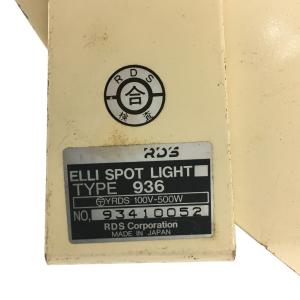 RDS
合
検査
RDS
ELLI SPOT LIGHT
TYPE 936
YRDS 100V-500W
NO, 93410052
RDS Corporation
MADE IN JAPAN